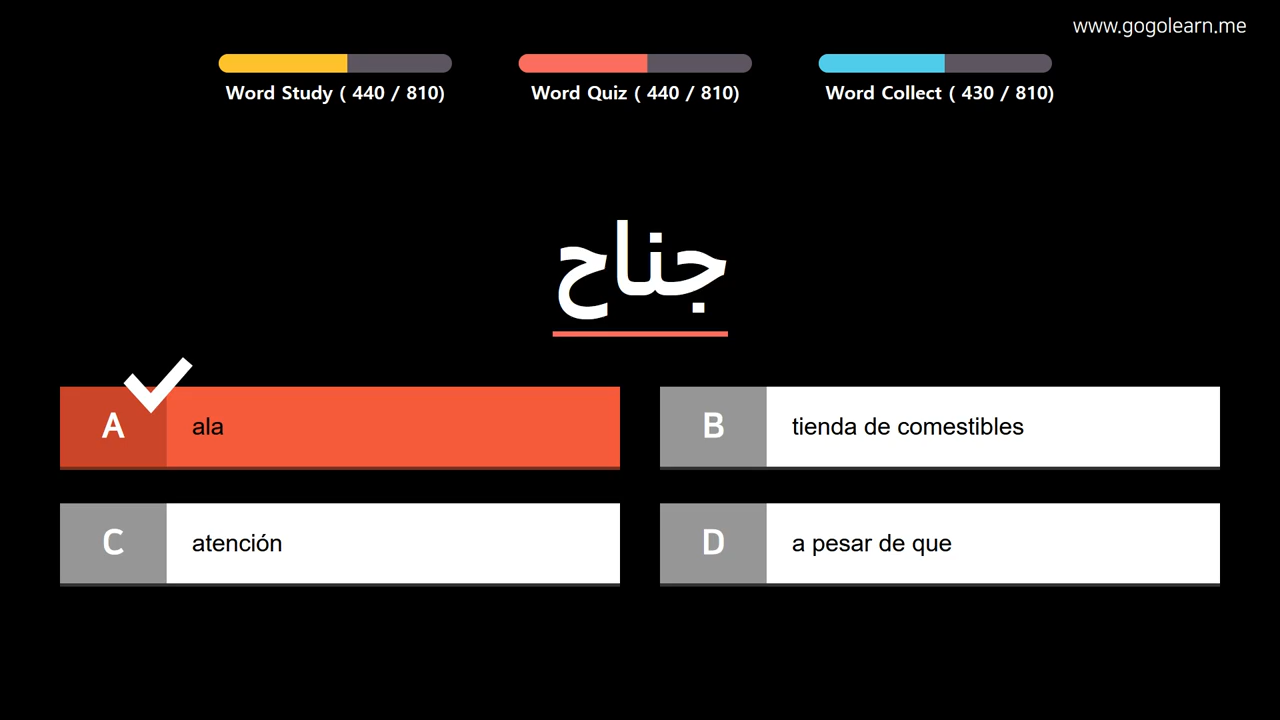 www.gogolearn.me
Word Study ( 440 / 810)
Word Quiz ( 440 / 810)
Word Collect ( 430 / 810)
جناح
A ala
B tienda de comestibles
C atención
D a pesar de que